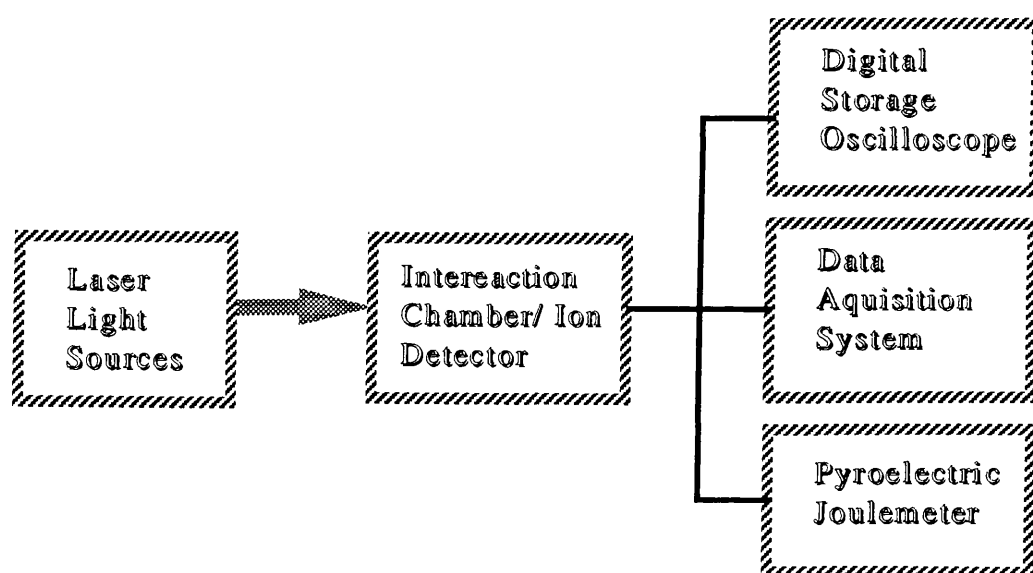 Laser
Light
Sources
Intereaction
Chamber/ Ion
Detector
Digital
Storage
Oscilloscope
Data
Aquisition
System
Pyroelectric
Joulemeter